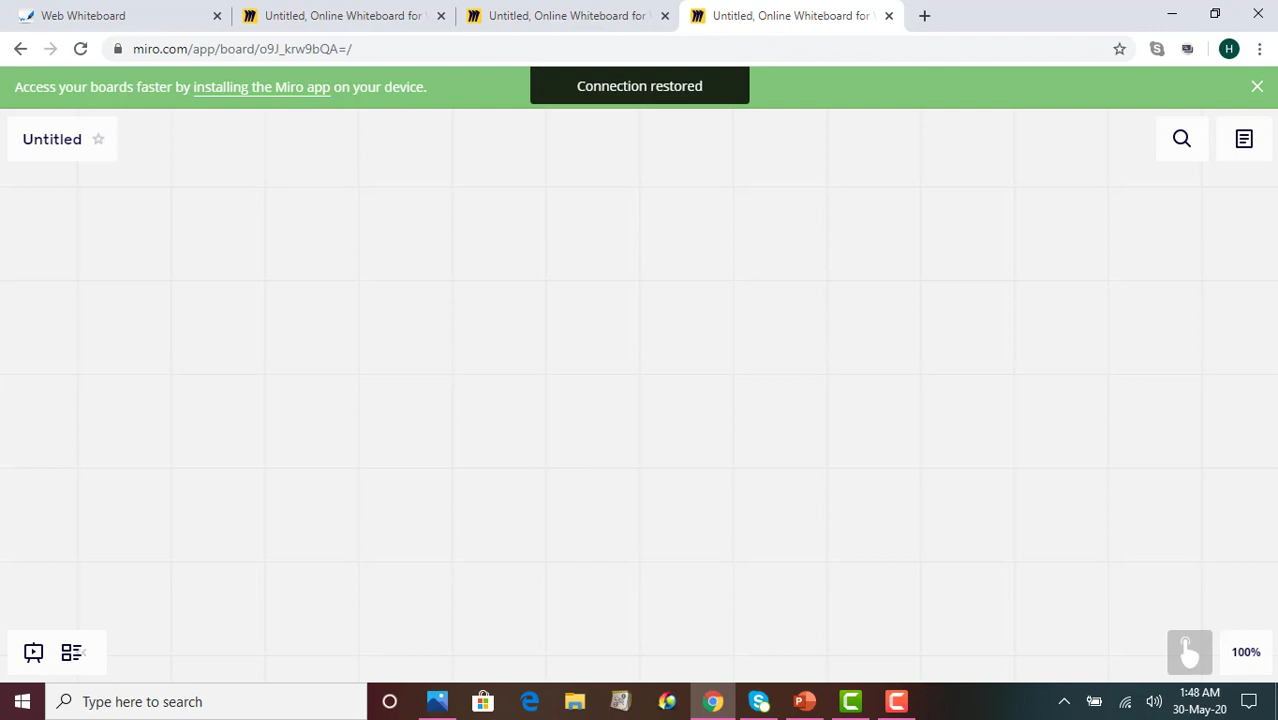 Web Whiteboard
Untitled, Online Whiteboard for
Untitled, Online Whiteboard for
Untitled, Online Whiteboard for
miro.com/app/board/o9J_krw9bQA=/
H
Access your boards faster by installing the Miro app on your device.
Connection restored
Untitled
100%
Type here to search
1:48 AM
30-May-20